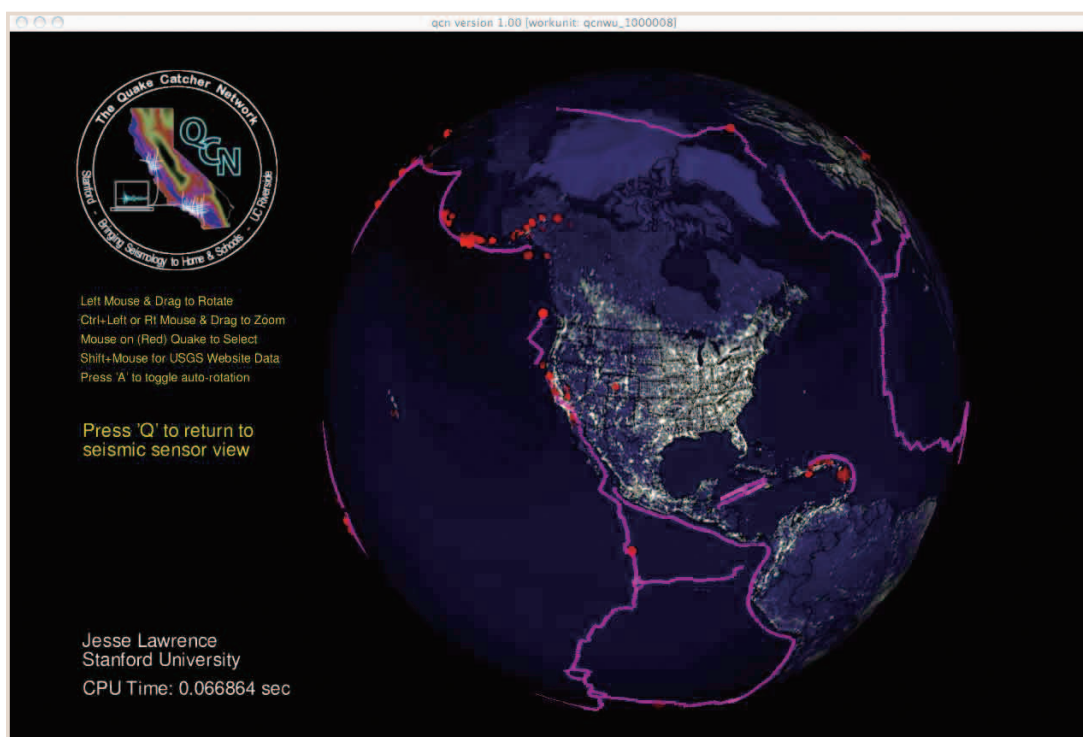 qcn version 1.00 [workunit: qcnwu_1000008]
The Quake Catcher Network
QCN
Stanford - Bringing Seismology to Home & Schools - UC Riverside
Left Mouse & Drag to Rotate
Ctrl+Left or Rt Mouse & Drag to Zoom
Mouse on (Red) Quake to Select
Shift+Mouse for USGS Website Data
Press 'A' to toggle auto-rotation
Press 'Q' to return to
seismic sensor view
Jesse Lawrence
Stanford University
CPU Time: 0.066864 sec